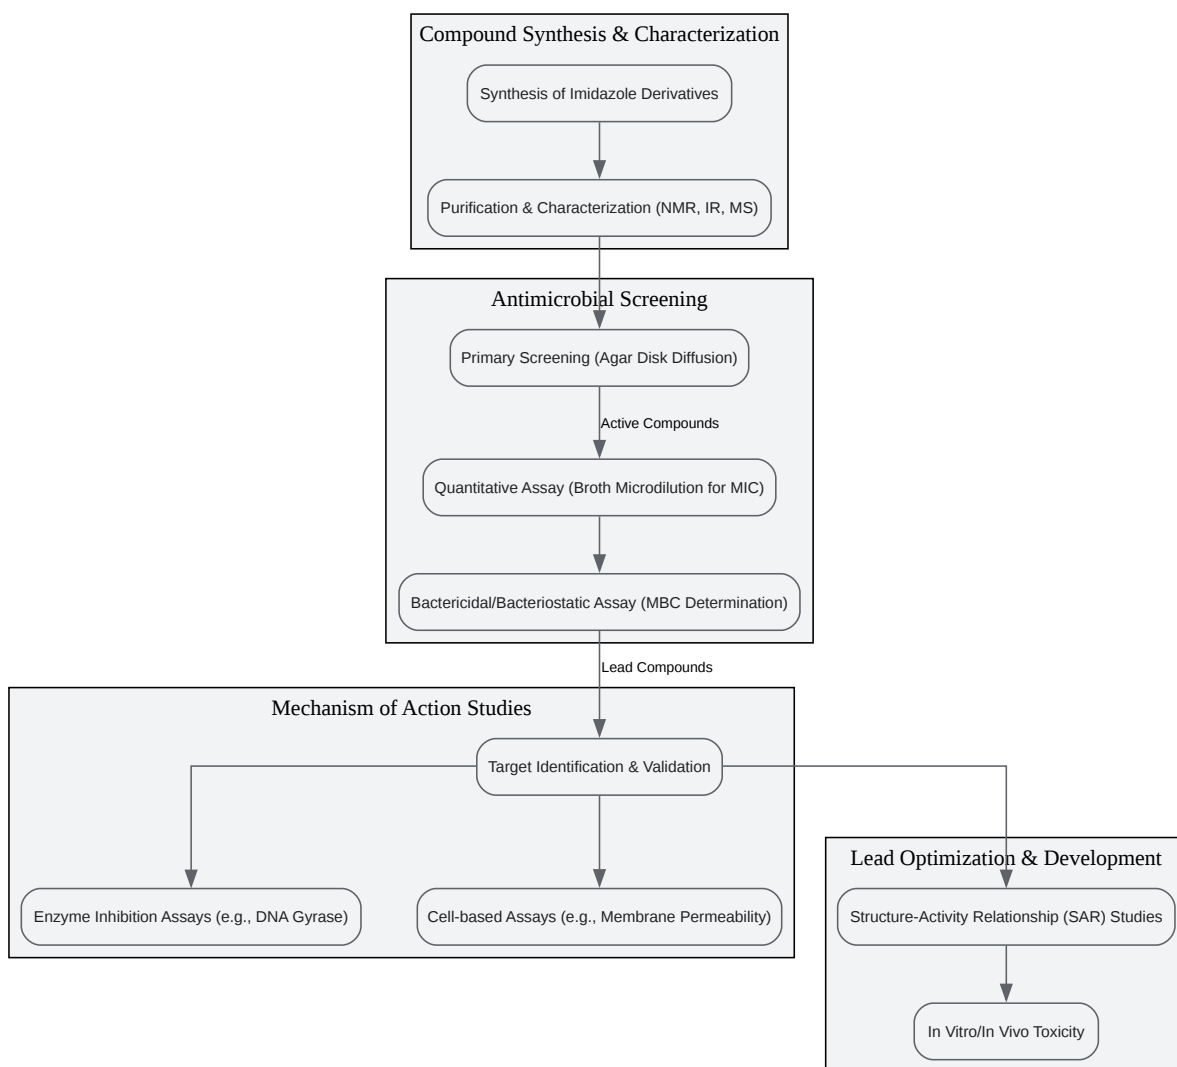 Compound Synthesis & Characterization
Synthesis of Imidazole Derivatives
Purification & Characterization (NMR, IR, MS)
Antimicrobial Screening
Primary Screening (Agar Disk Diffusion)
Active Compounds
Quantitative Assay (Broth Microdilution for MIC)
Bactericidal/Bacteriostatic Assay (MBC Determination)
Lead Compounds
Mechanism of Action Studies
Target Identification & Validation
Enzyme Inhibition Assays (e.g., DNA Gyrase)
Cell-based Assays (e.g., Membrane Permeability)
Lead Optimization & Development
Structure-Activity Relationship (SAR) Studies
In Vitro/In Vivo Toxicity